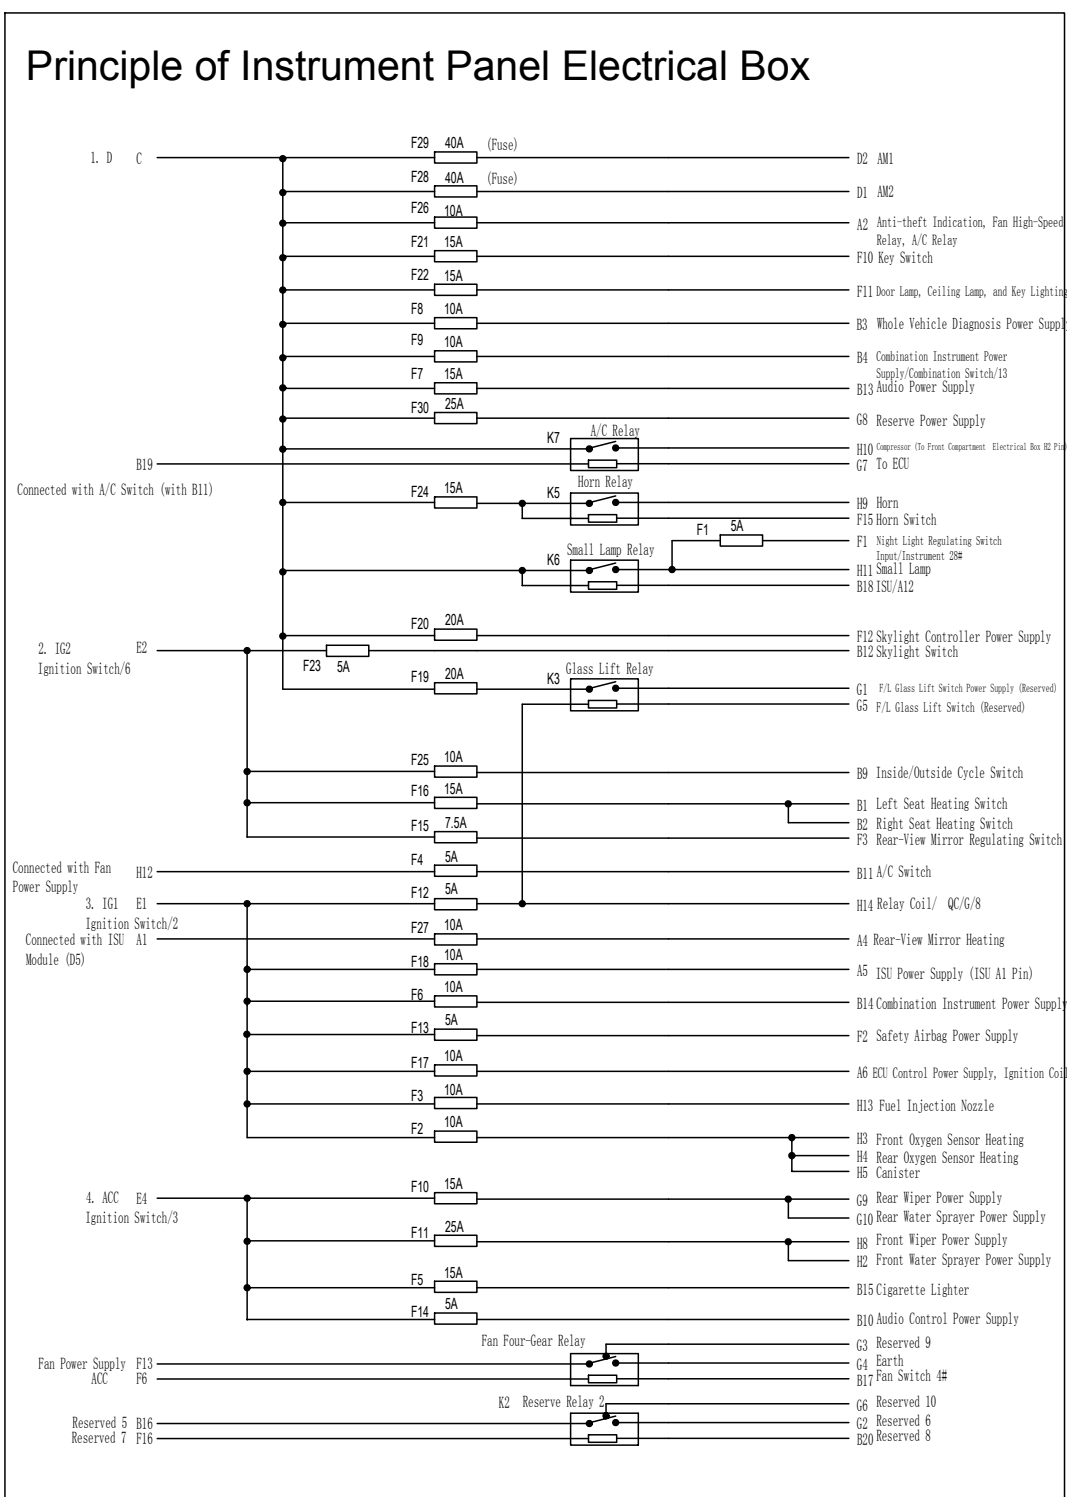 Principle of Instrument Panel Electrical Box
1. D C
F29 40A (Fuse)
D2 AM1
F28 40A (Fuse)
D1 AM2
F26 10A
A2 Anti-theft Indication, Fan High-Speed
Relay, A/C Relay
F21 15A
F10 Key Switch
F22 15A
F11 Door Lamp, Ceiling Lamp, and Key Lighting
F8 10A
B3 Whole Vehicle Diagnosis Power Suppl
F9 10A
B4 Combination Instrument Power
Supply/Combination Switch/13
F7 15A
B13 Audio Power Supply
F30 25A
G8 Reserve Power Supply
K7 A/C Relay
H10 Compressor (To Front Compartment Electrical Box H2 Pin)
B19
G7 To ECU
Connected with A/C Switch (with B11)
F24 15A
K5 Horn Relay
H9 Horn
F15 Horn Switch
F1 5A
F1 Night Light Regulating Switch
Input/Instrument 28#
K6 Small Lamp Relay
H11 Small Lamp
B18 ISU/A12
F20 20A
F12 Skylight Controller Power Supply
2. IG2 E2
Ignition Switch/6
F23 5A
B12 Skylight Switch
F19 20A
K3 Glass Lift Relay
G1 F/L Glass Lift Switch Power Supply (Reserved)
G5 F/L Glass Lift Switch (Reserved)
F25 10A
B9 Inside/Outside Cycle Switch
F16 15A
B1 Left Seat Heating Switch
B2 Right Seat Heating Switch
F15 7.5A
F3 Rear-View Mirror Regulating Switch
Connected with Fan H12
Power Supply
F4 5A
B11 A/C Switch
3. IG1 E1
Ignition Switch/2
F12 5A
H14 Relay Coil/ QC/G/8
Connected with ISU A1
Module (D5)
F27 10A
A4 Rear-View Mirror Heating
F18 10A
A5 ISU Power Supply (ISU A1 Pin)
F6 10A
B14 Combination Instrument Power Supply
F13 5A
F2 Safety Airbag Power Supply
F17 10A
A6 ECU Control Power Supply, Ignition Coil
F3 10A
H13 Fuel Injection Nozzle
F2 10A
H3 Front Oxygen Sensor Heating
H4 Rear Oxygen Sensor Heating
H5 Canister
4. ACC E4
Ignition Switch/3
F10 15A
G9 Rear Wiper Power Supply
G10 Rear Water Sprayer Power Supply
F11 25A
H8 Front Wiper Power Supply
H2 Front Water Sprayer Power Supply
F5 15A
B15 Cigarette Lighter
F14 5A
B10 Audio Control Power Supply
Fan Four-Gear Relay
G3 Reserved 9
Fan Power Supply F13
G4 Earth
ACC F6
B17 Fan Switch 4#
K2 Reserve Relay 2
G6 Reserved 10
Reserved 5 B16
G2 Reserved 6
Reserved 7 F16
B20 Reserved 8